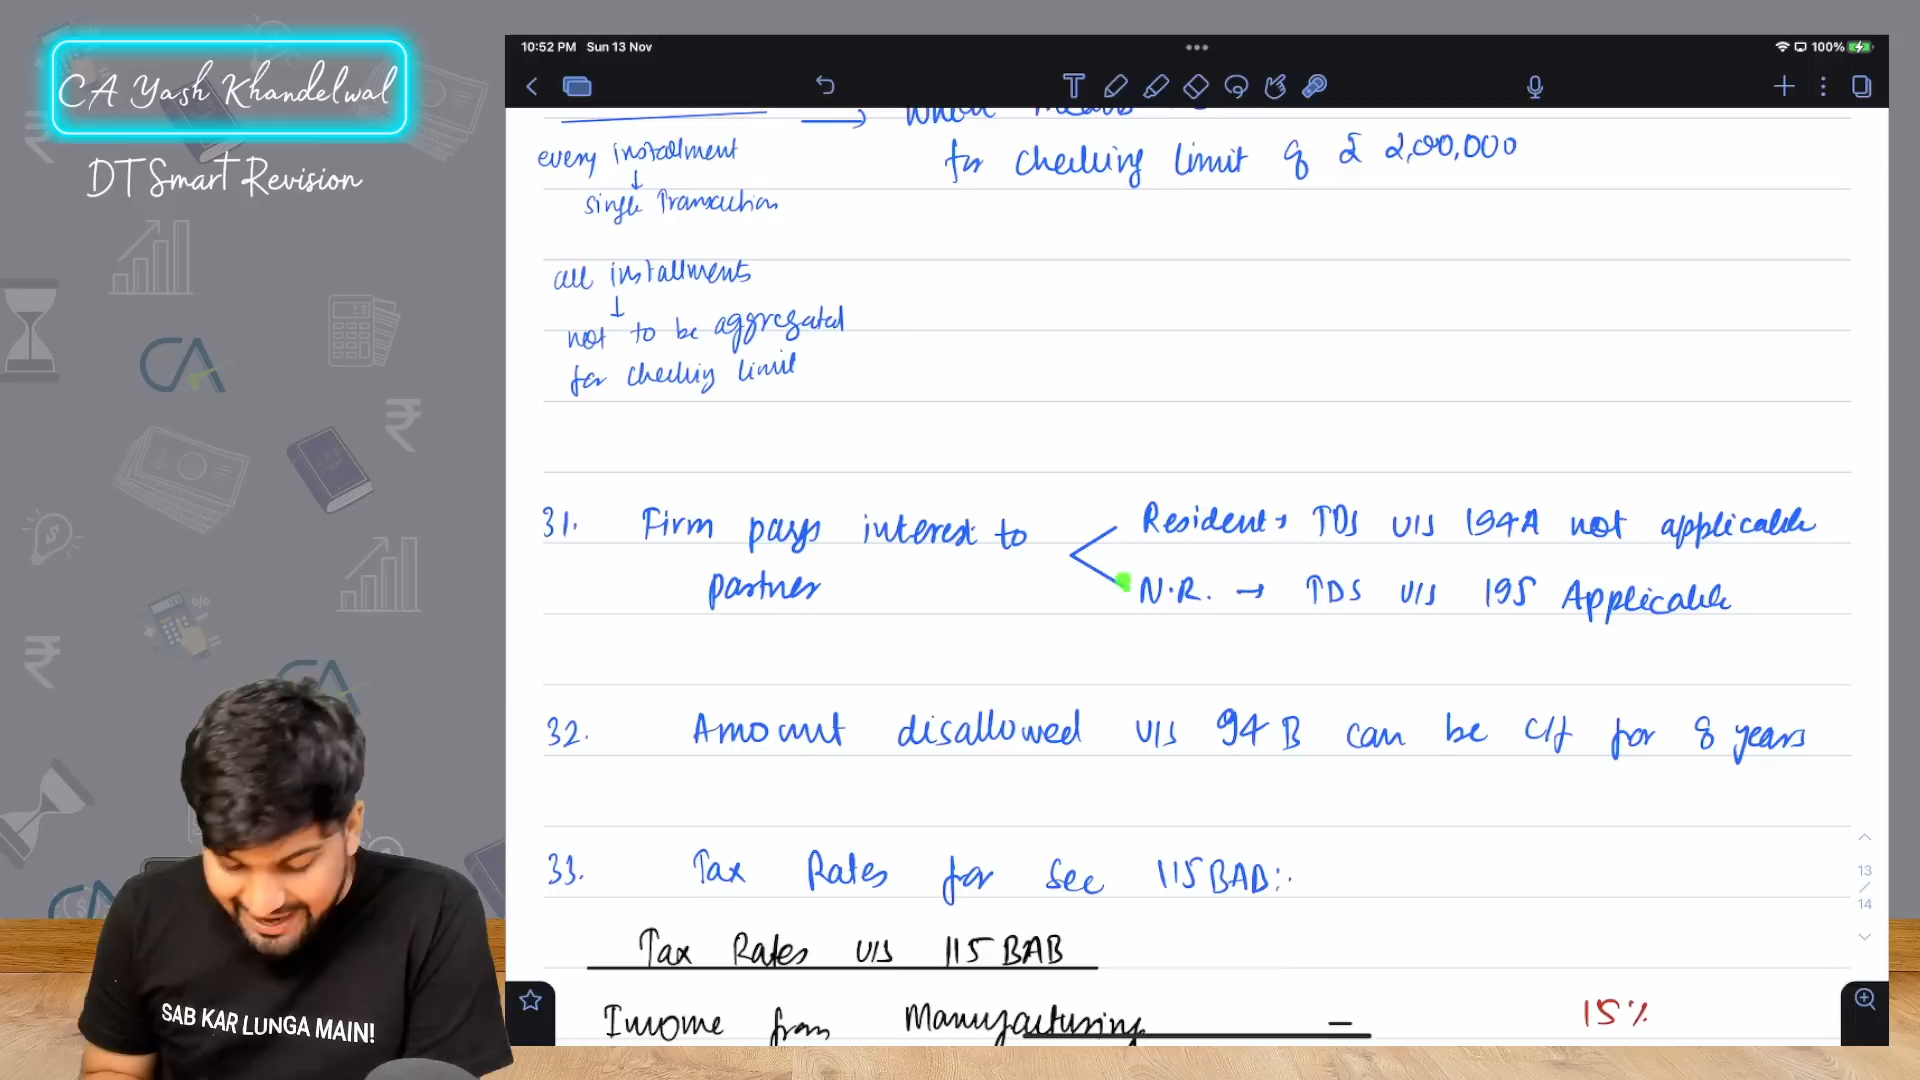 CA Yash Khandelwal
DT Smart Revision
10:52 PM Sun 13 Nov
100%
every installment
single Transaction
for checking limit of ₹ 2,00,000
all installments
not to be aggregated
for checking limit
31. Firm pays interest to partner
Resident → TDS U/S 194A not applicable
N.R. → TDS U/S 195 Applicable
32. Amount disallowed U/S 94B can be c/f for 8 years
33. Tax Rates for Sec 115BAB:
Tax Rates U/S 115BAB
Income from Manufacturing — 15%
13
14
CA
SAB KAR LUNGA MAIN!